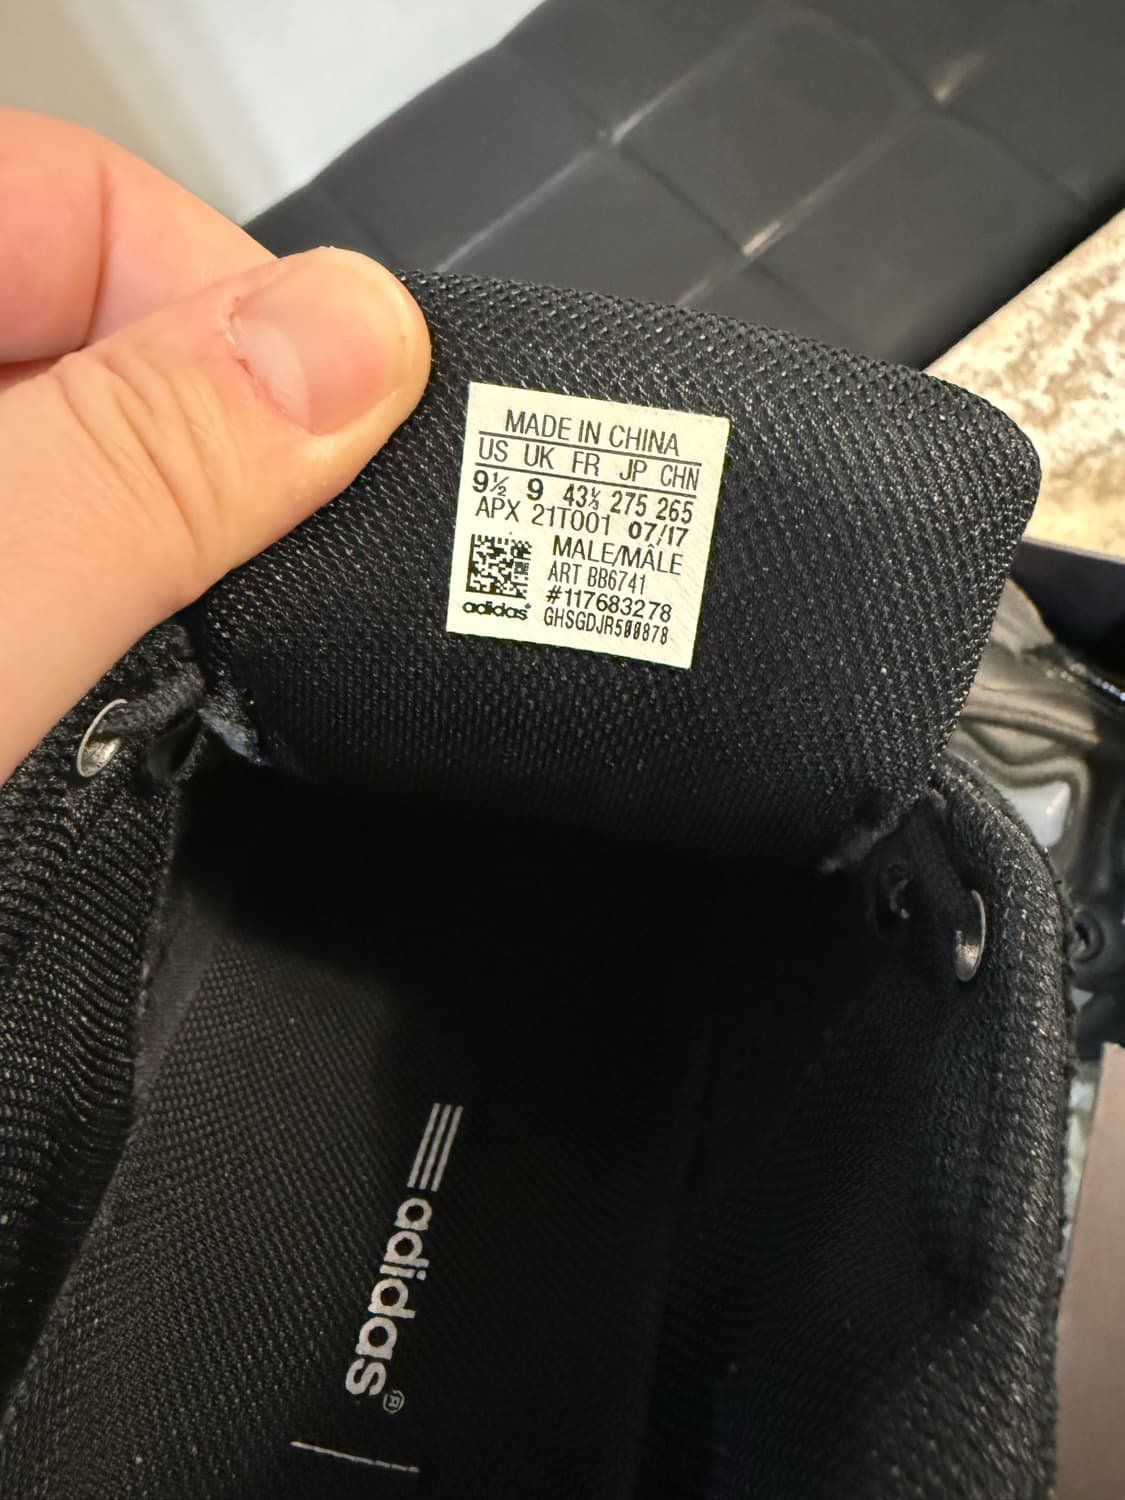 MADE IN CHINA
US UK FR JP CHN
9½ 9 43⅓ 275 265
APX 21T001 07/17
MALE/MÂLE
ART BB6741
#117683278
adidas® GHSGDJR500878
adidas®